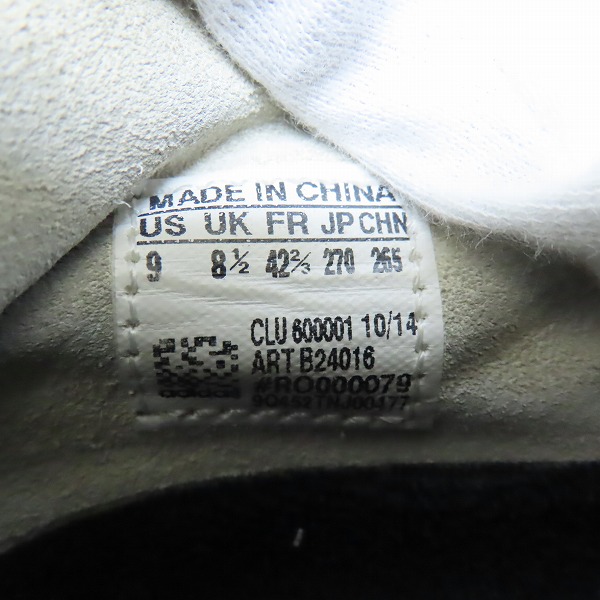 MADE IN CHINA
US UK FR JP CHN
9 8½ 42⅔ 270 265
CLU 600001 10/14
ART B24016
#RO000079
adidas